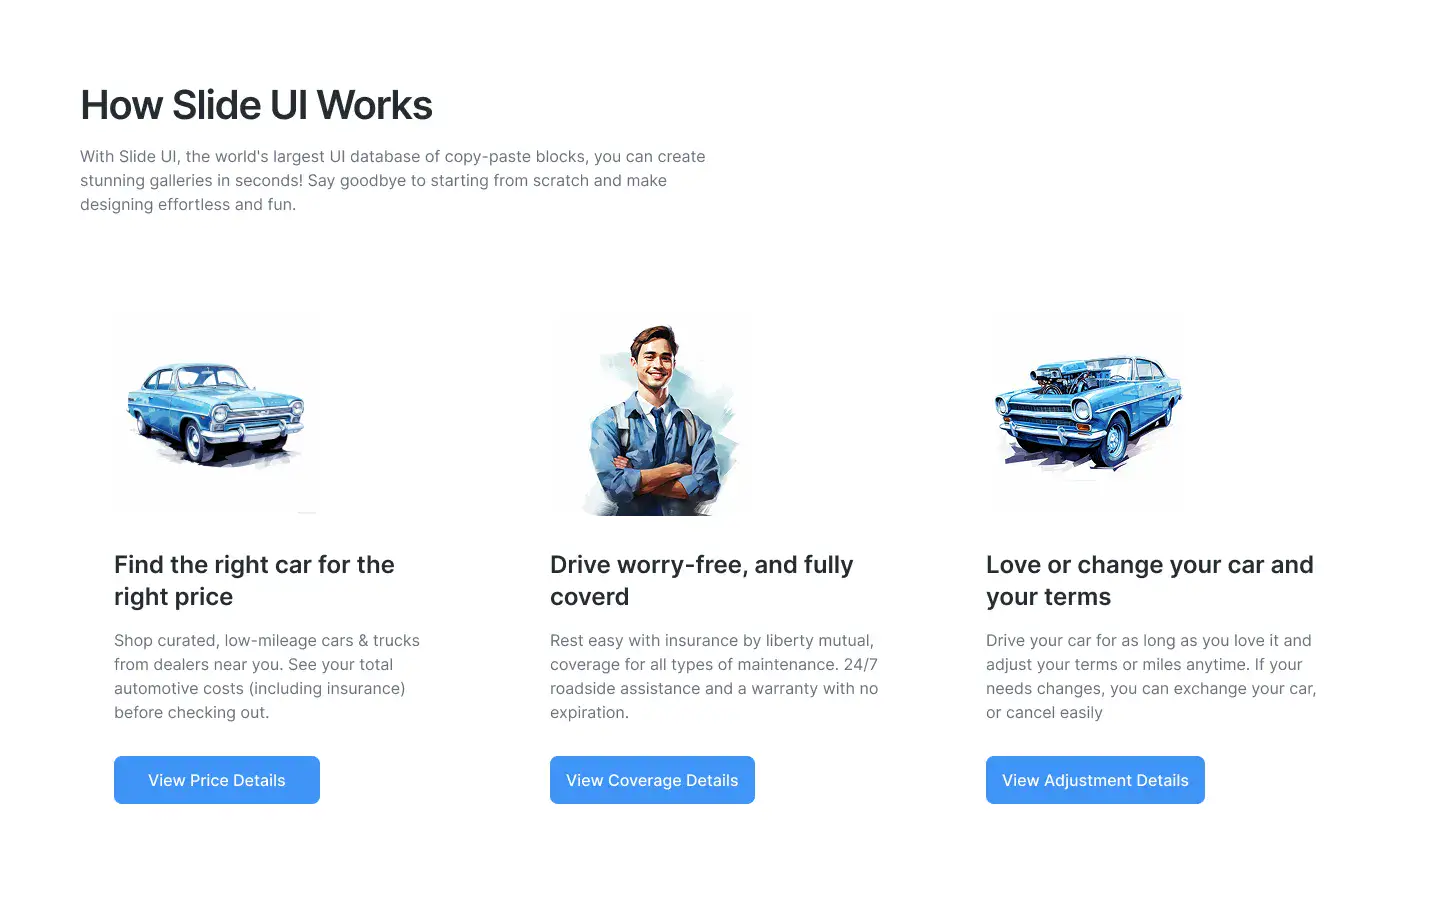 How Slide UI Works
With Slide UI, the world's largest UI database of copy-paste blocks, you can create
stunning galleries in seconds! Say goodbye to starting from scratch and make
designing effortless and fun.
Find the right car for the
right price
Shop curated, low-mileage cars & trucks
from dealers near you. See your total
automotive costs (including insurance)
before checking out.
View Price Details
Drive worry-free, and fully
coverd
Rest easy with insurance by liberty mutual,
coverage for all types of maintenance. 24/7
roadside assistance and a warranty with no
expiration.
View Coverage Details
Love or change your car and
your terms
Drive your car for as long as you love it and
adjust your terms or miles anytime. If your
needs changes, you can exchange your car,
or cancel easily
View Adjustment Details